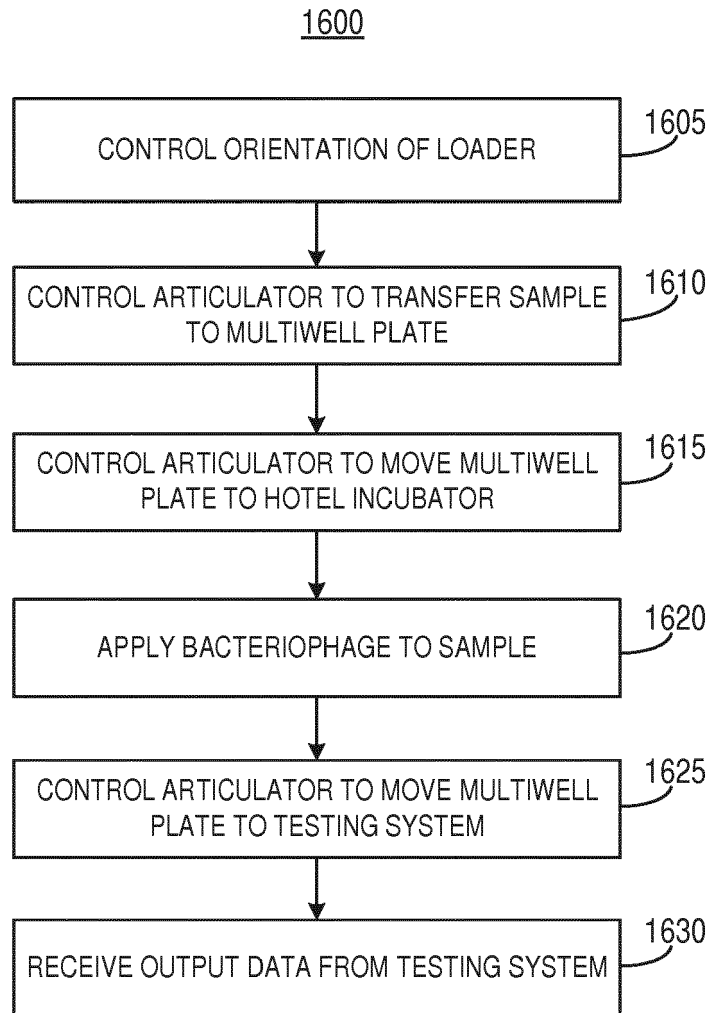 1600
CONTROL ORIENTATION OF LOADER
1605
CONTROL ARTICULATOR TO TRANSFER SAMPLE
TO MULTIWELL PLATE
1610
CONTROL ARTICULATOR TO MOVE MULTIWELL
PLATE TO HOTEL INCUBATOR
1615
APPLY BACTERIOPHAGE TO SAMPLE
1620
CONTROL ARTICULATOR TO MOVE MULTIWELL
PLATE TO TESTING SYSTEM
1625
RECEIVE OUTPUT DATA FROM TESTING SYSTEM
1630